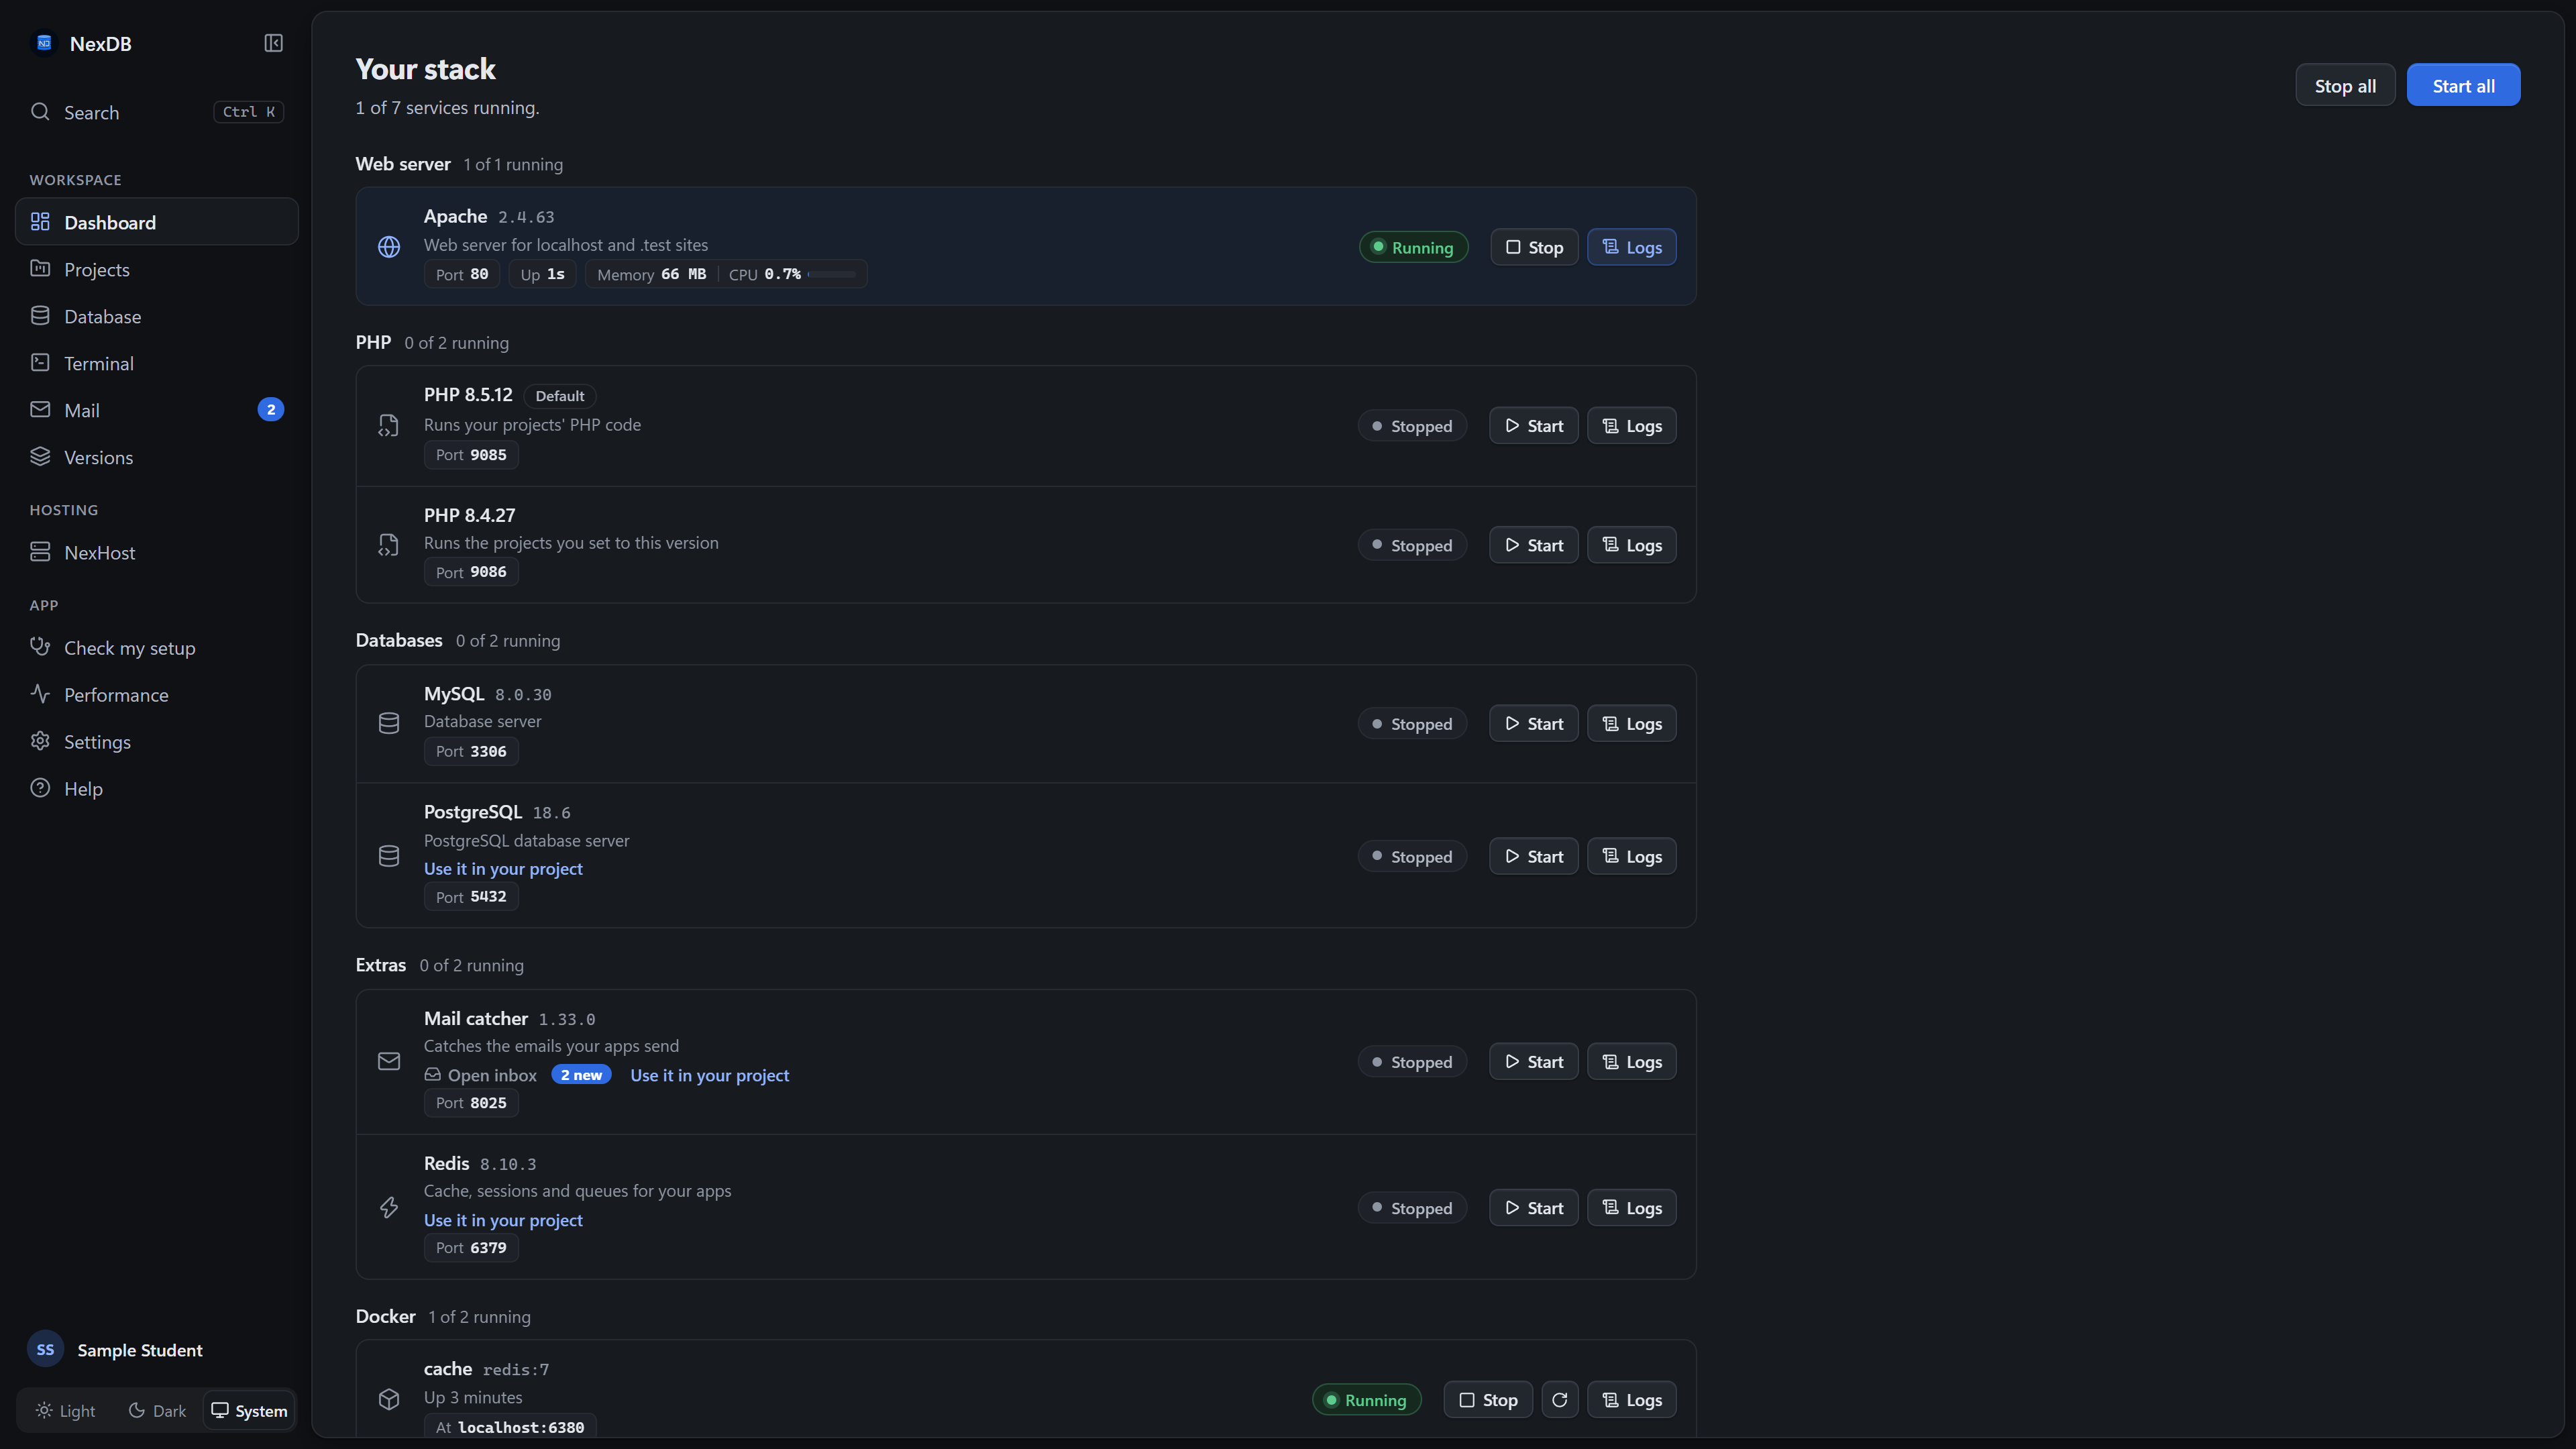 NexDB
Search Ctrl K
WORKSPACE
Dashboard
Projects
Database
Terminal
Mail 2
Versions
HOSTING
NexHost
APP
Check my setup
Performance
Settings
Help
SS Sample Student
Light Dark System
Your stack
1 of 7 services running.
Stop all Start all
Web server 1 of 1 running
Apache 2.4.63
Web server for localhost and .test sites
Port 80 Up 1s Memory 66 MB CPU 0.7%
Running Stop Logs
PHP 0 of 2 running
PHP 8.5.12 Default
Runs your projects' PHP code
Port 9085
Stopped Start Logs
PHP 8.4.27
Runs the projects you set to this version
Port 9086
Stopped Start Logs
Databases 0 of 2 running
MySQL 8.0.30
Database server
Port 3306
Stopped Start Logs
PostgreSQL 18.6
PostgreSQL database server
Use it in your project
Port 5432
Stopped Start Logs
Extras 0 of 2 running
Mail catcher 1.33.0
Catches the emails your apps send
Open inbox 2 new Use it in your project
Port 8025
Stopped Start Logs
Redis 8.10.3
Cache, sessions and queues for your apps
Use it in your project
Port 6379
Stopped Start Logs
Docker 1 of 2 running
cache redis:7
Up 3 minutes
At localhost:6380
Running Stop Logs